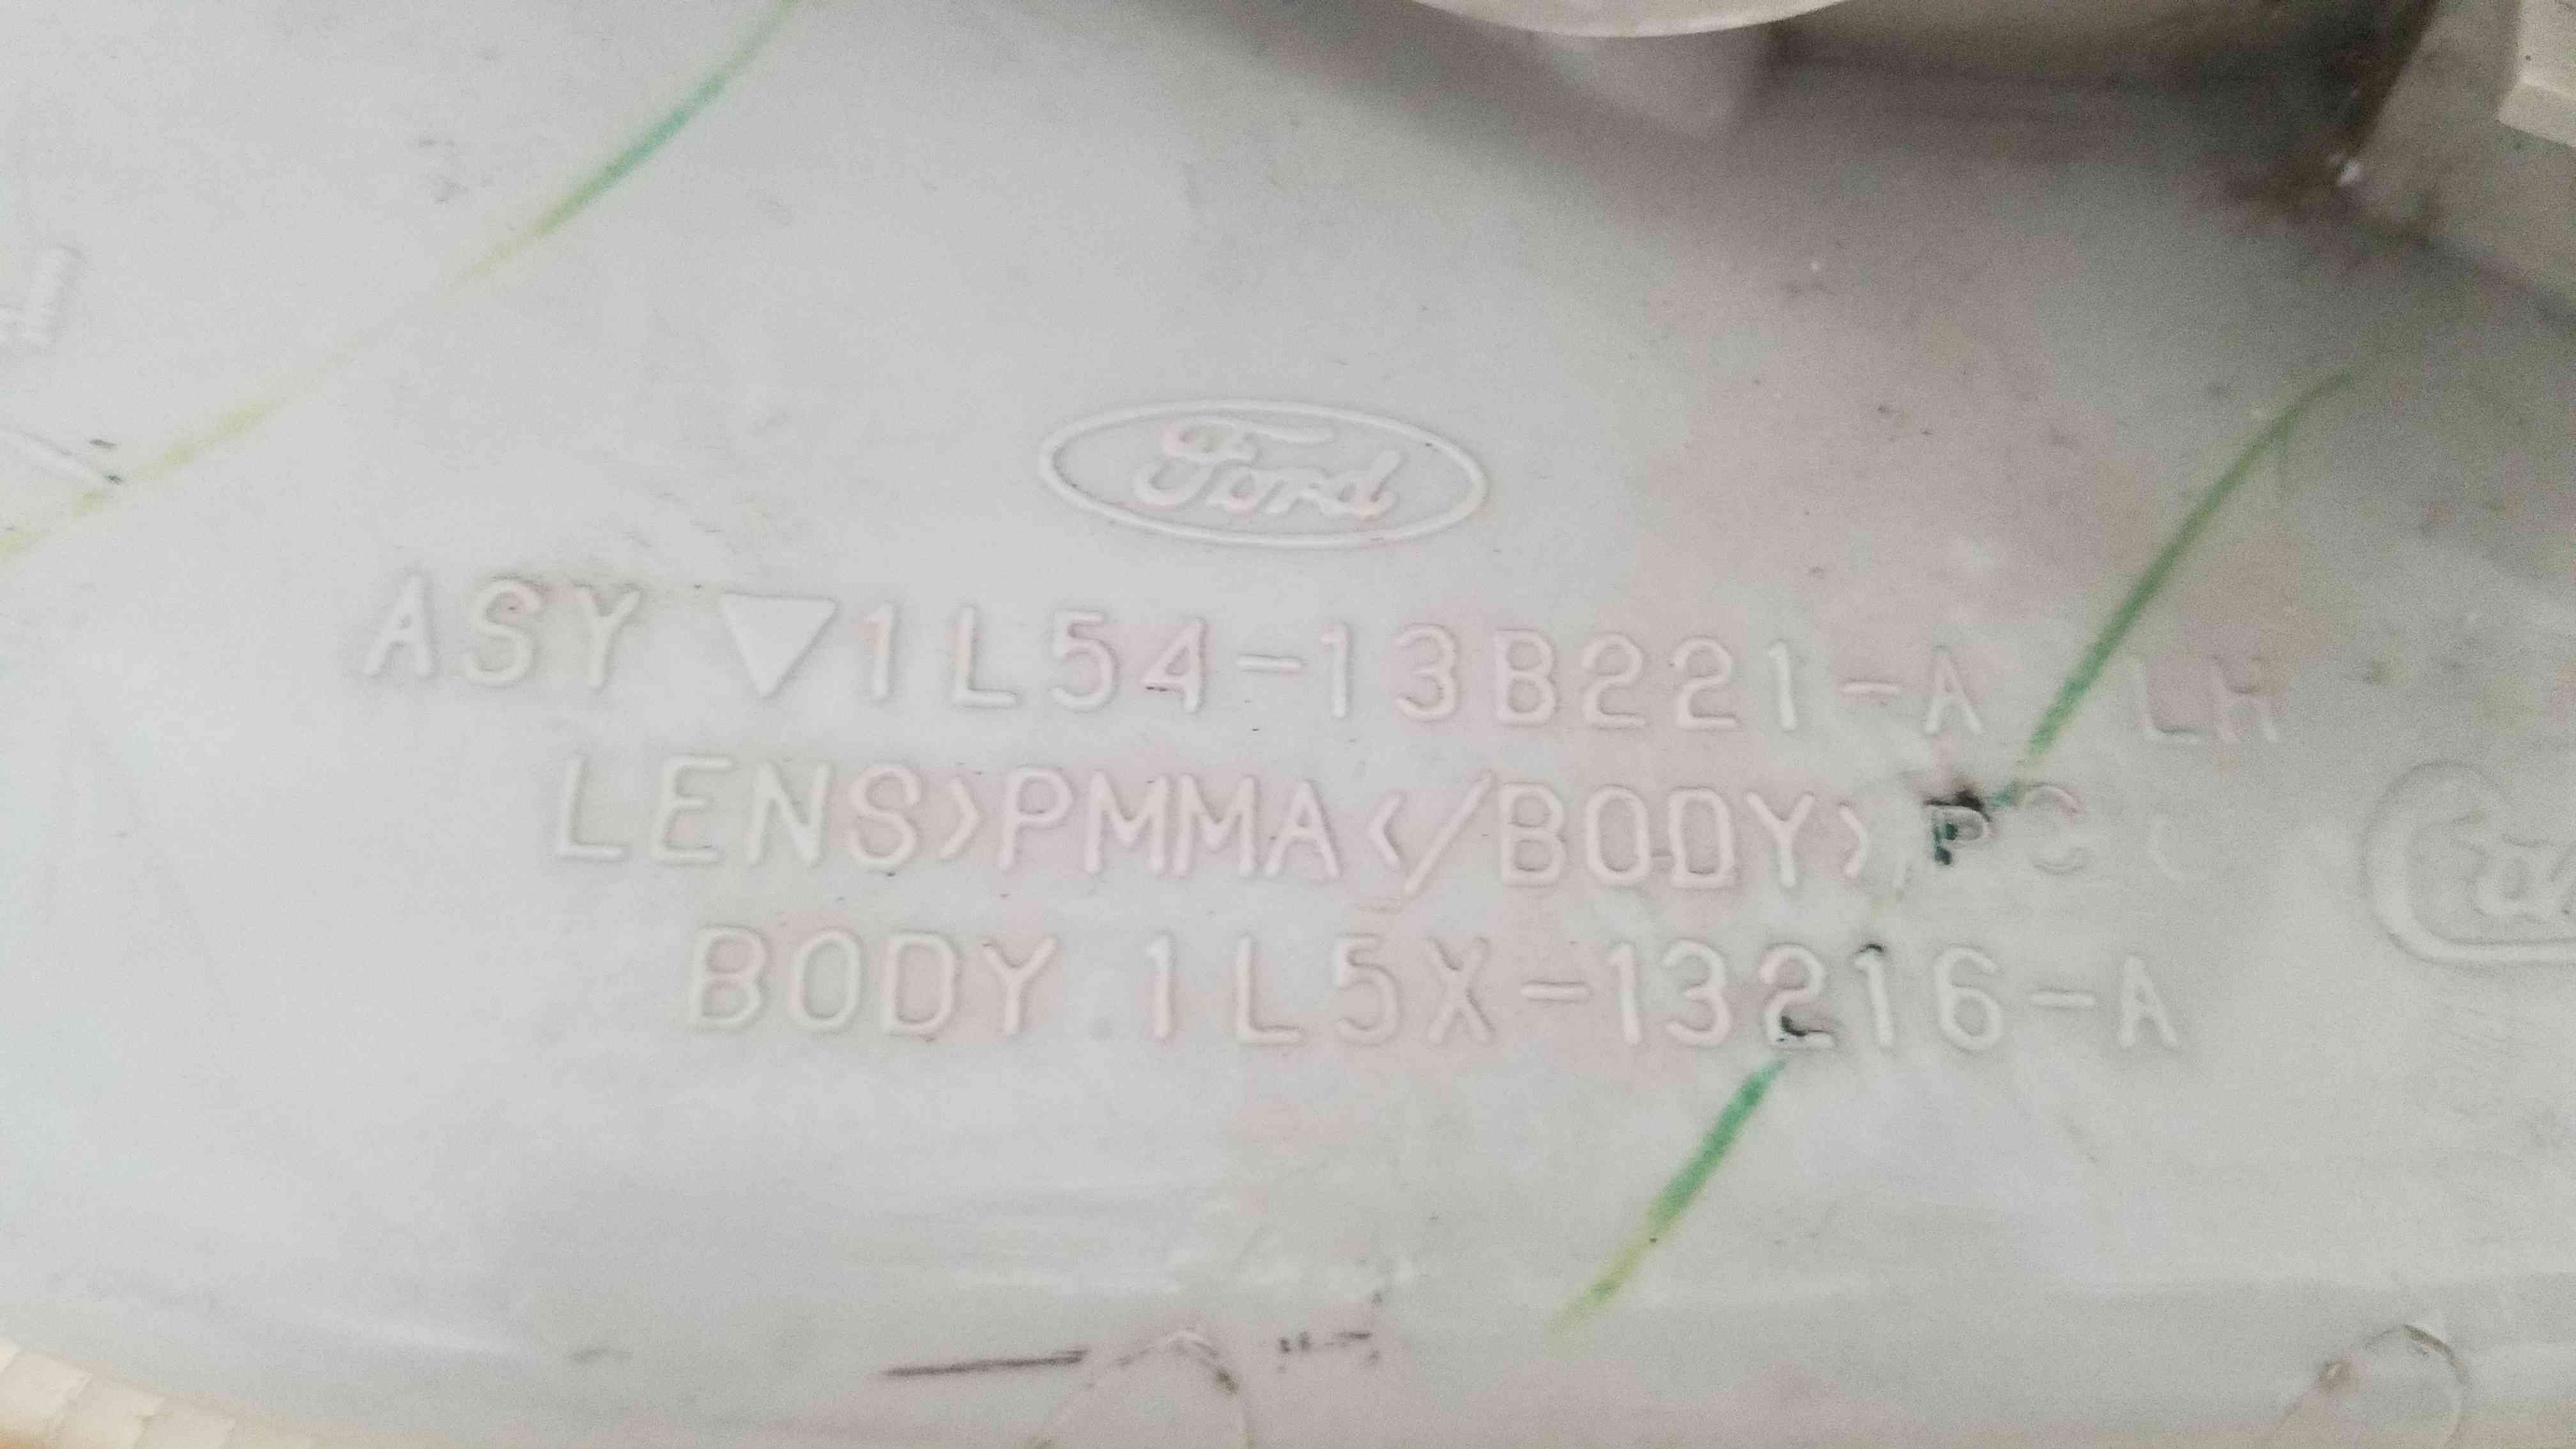 Ford
ASY ▼1L54-13B221-A LH
LENS>PMMA</BODY>PC<
BODY 1L5X-13216-A